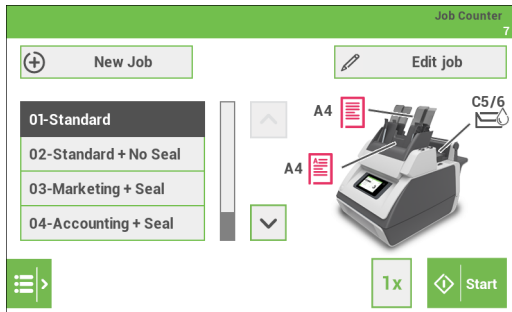 Job Counter
7
New Job
Edit job
01-Standard
02-Standard + No Seal
03-Marketing + Seal
04-Accounting + Seal
A4
C5/6
A4
1x
Start